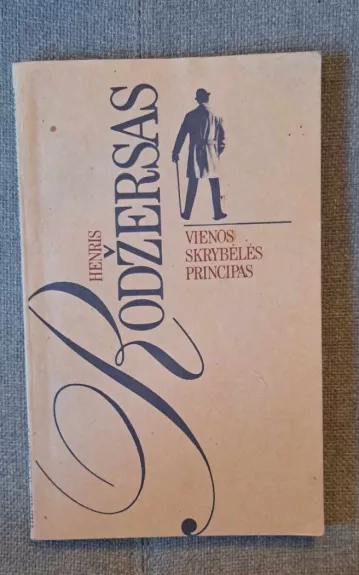 HENRIS
RODŽERSAS
VIENOS
SKRYBĖLĖS
PRINCIPAS